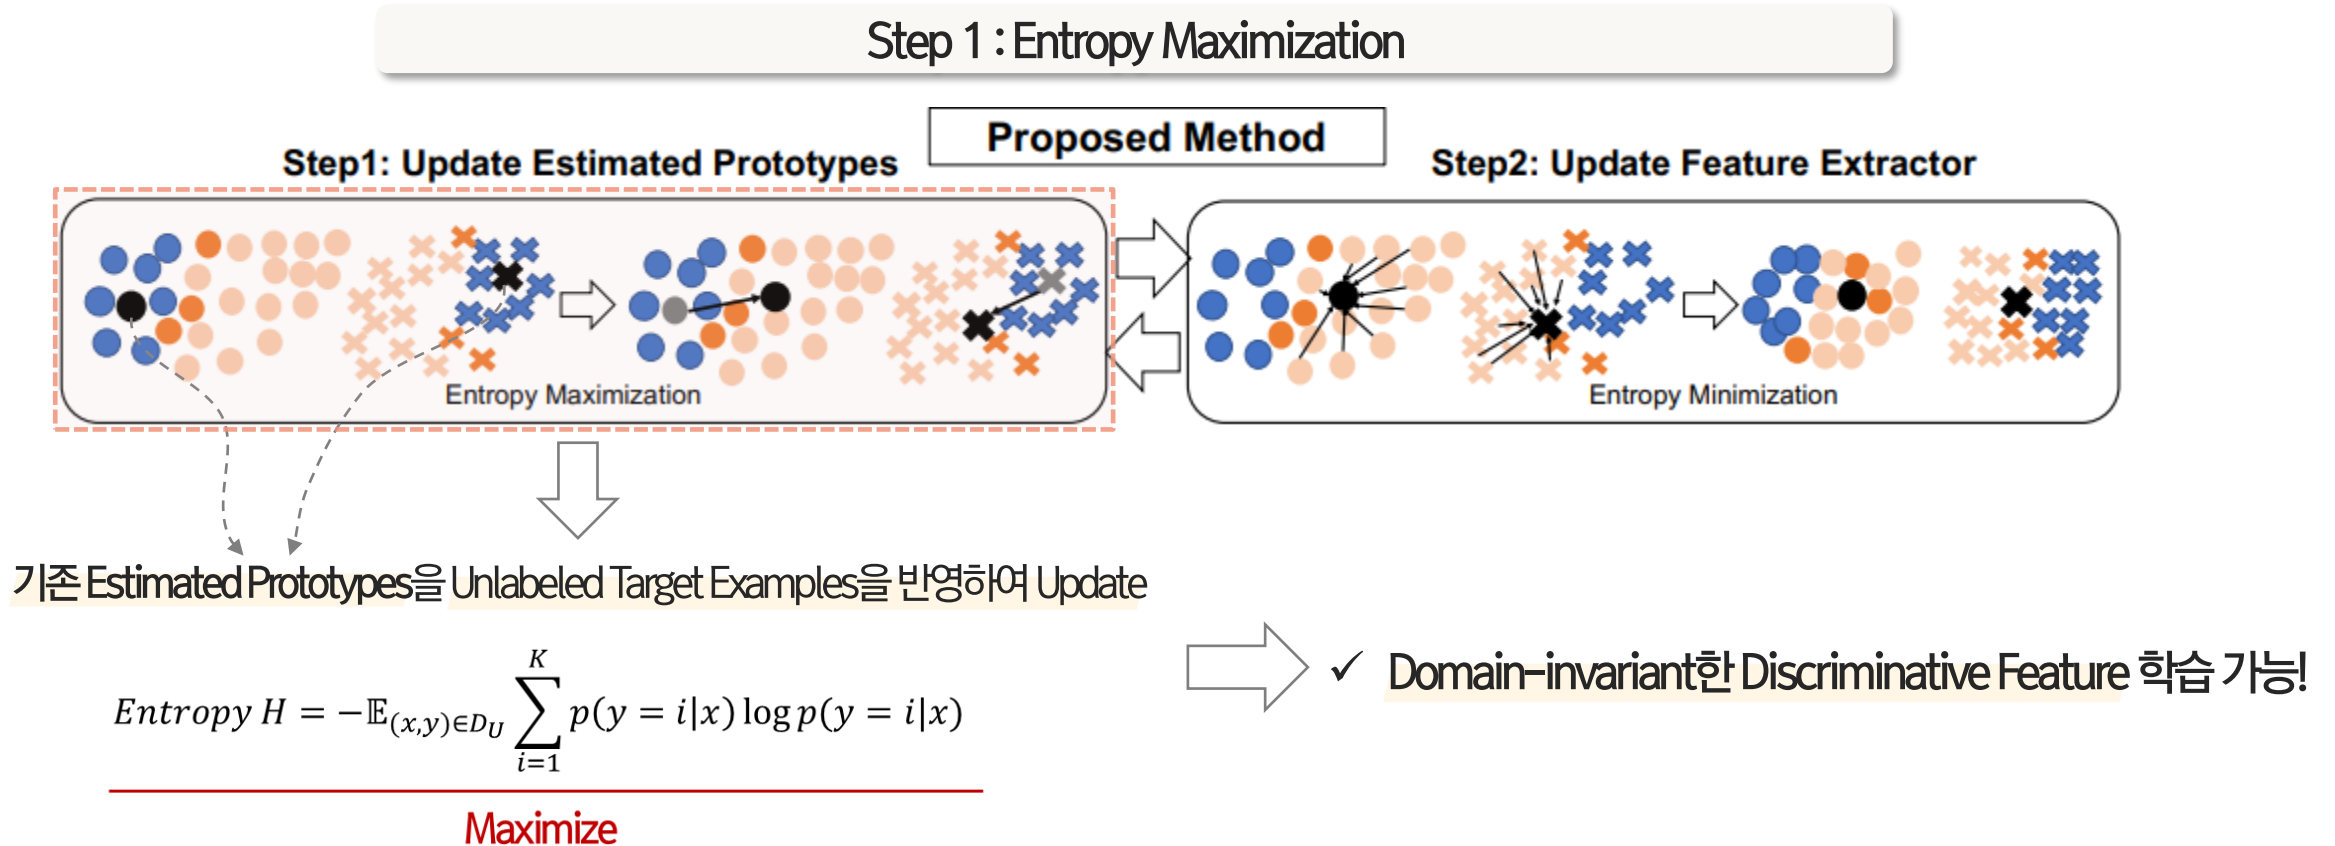 Step 1 : Entropy Maximization
Proposed Method
Step1: Update Estimated Prototypes
Step2: Update Feature Extractor
Entropy Maximization
Entropy Minimization
기존 Estimated Prototypes을 Unlabeled Target Examples을 반영하여 Update
Entropy H = −𝔼_{(x,y)∈D_U} ∑_{i=1}^{K} p(y = i|x) log p(y = i|x)
Maximize
✓ Domain-invariant한 Discriminative Feature 학습 가능!